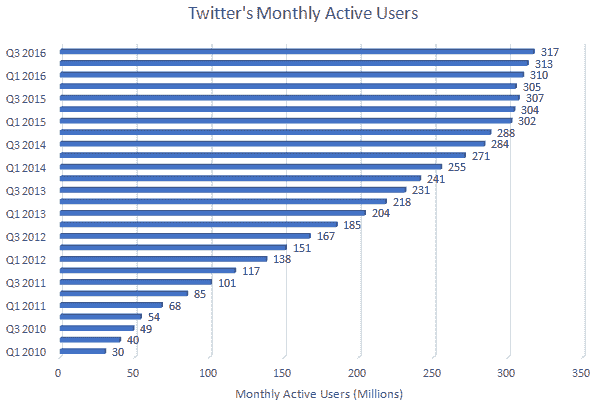 Twitter's Monthly Active Users
Q3 2016 317
313
Q1 2016 310
305
Q3 2015 307
304
Q1 2015 302
288
Q3 2014 284
271
Q1 2014 255
241
Q3 2013 231
218
Q1 2013 204
185
Q3 2012 167
151
Q1 2012 138
117
Q3 2011 101
85
Q1 2011 68
54
Q3 2010 49
40
Q1 2010 30
0 50 100 150 200 250 300 350
Monthly Active Users (Millions)